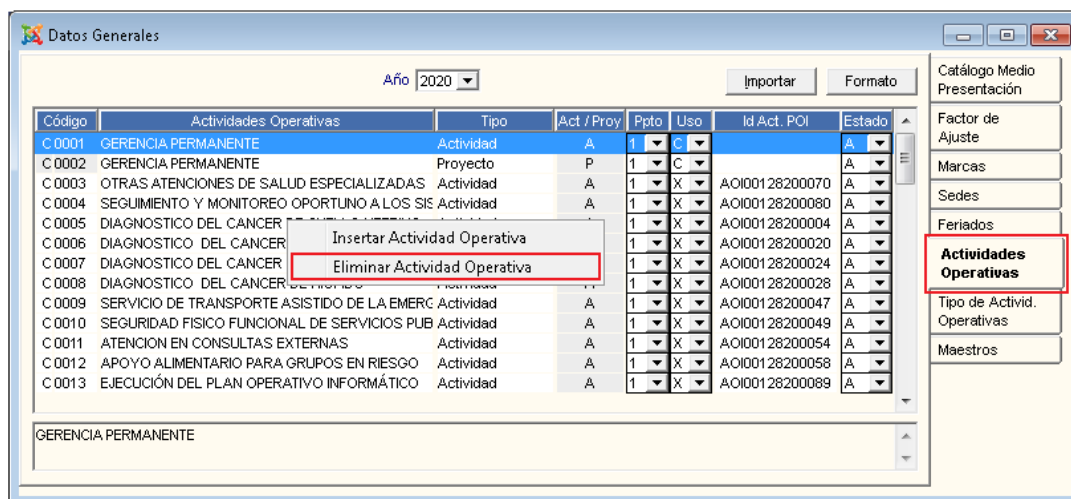 Datos Generales
Año 2020
Importar
Formato
Código Actividades Operativas Tipo Act / Proy Ppto Uso Id Act. POI Estado
C 0001 GERENCIA PERMANENTE Actividad A 1 C A
C 0002 GERENCIA PERMANENTE Proyecto P 1 C A
C 0003 OTRAS ATENCIONES DE SALUD ESPECIALIZADAS Actividad A 1 X AOI00128200070 A
C 0004 SEGUIMIENTO Y MONITOREO OPORTUNO A LOS SIS Actividad A 1 X AOI00128200080 A
C 0005 DIAGNOSTICO DEL CANCER 1 X AOI00128200004 A
C 0006 DIAGNOSTICO DEL CANCER 1 X AOI00128200020 A
C 0007 DIAGNOSTICO DEL CANCER 1 X AOI00128200024 A
C 0008 DIAGNOSTICO DEL CANCER 1 X AOI00128200028 A
C 0009 SERVICIO DE TRANSPORTE ASISTIDO DE LA EMERG Actividad A 1 X AOI00128200047 A
C 0010 SEGURIDAD FISICO FUNCIONAL DE SERVICIOS PUB Actividad A 1 X AOI00128200049 A
C 0011 ATENCION EN CONSULTAS EXTERNAS Actividad A 1 X AOI00128200054 A
C 0012 APOYO ALIMENTARIO PARA GRUPOS EN RIESGO Actividad A 1 X AOI00128200058 A
C 0013 EJECUCIÓN DEL PLAN OPERATIVO INFORMÁTICO Actividad A 1 X AOI00128200089 A
Insertar Actividad Operativa
Eliminar Actividad Operativa
GERENCIA PERMANENTE
Catálogo Medio
Presentación
Factor de
Ajuste
Marcas
Sedes
Feriados
Actividades
Operativas
Tipo de Activid.
Operativas
Maestros